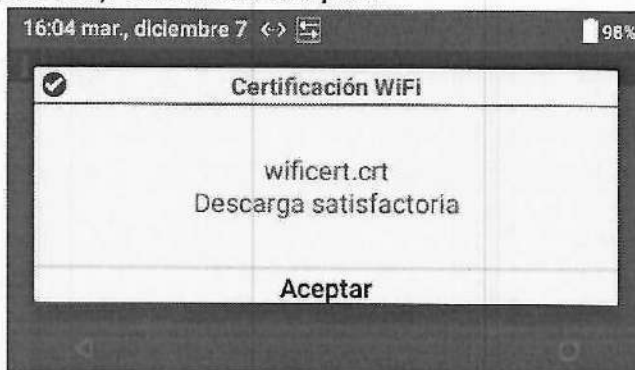 16:04 mar., diciembre 7
98%
Certificación WiFi
wificert.crt
Descarga satisfactoria
Aceptar